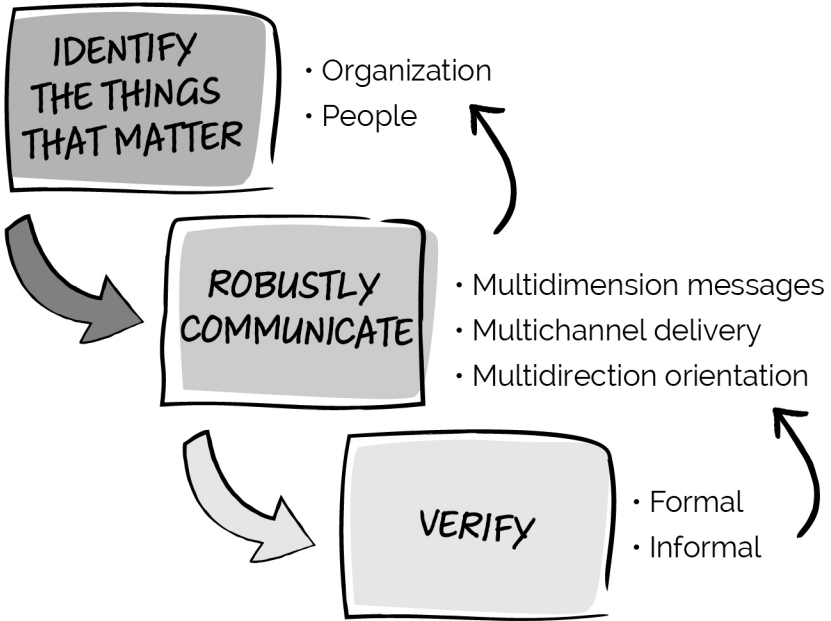 IDENTIFY
THE THINGS
THAT MATTER
• Organization
• People
ROBUSTLY
COMMUNICATE
• Multidimension messages
• Multichannel delivery
• Multidirection orientation
VERIFY
• Formal
• Informal